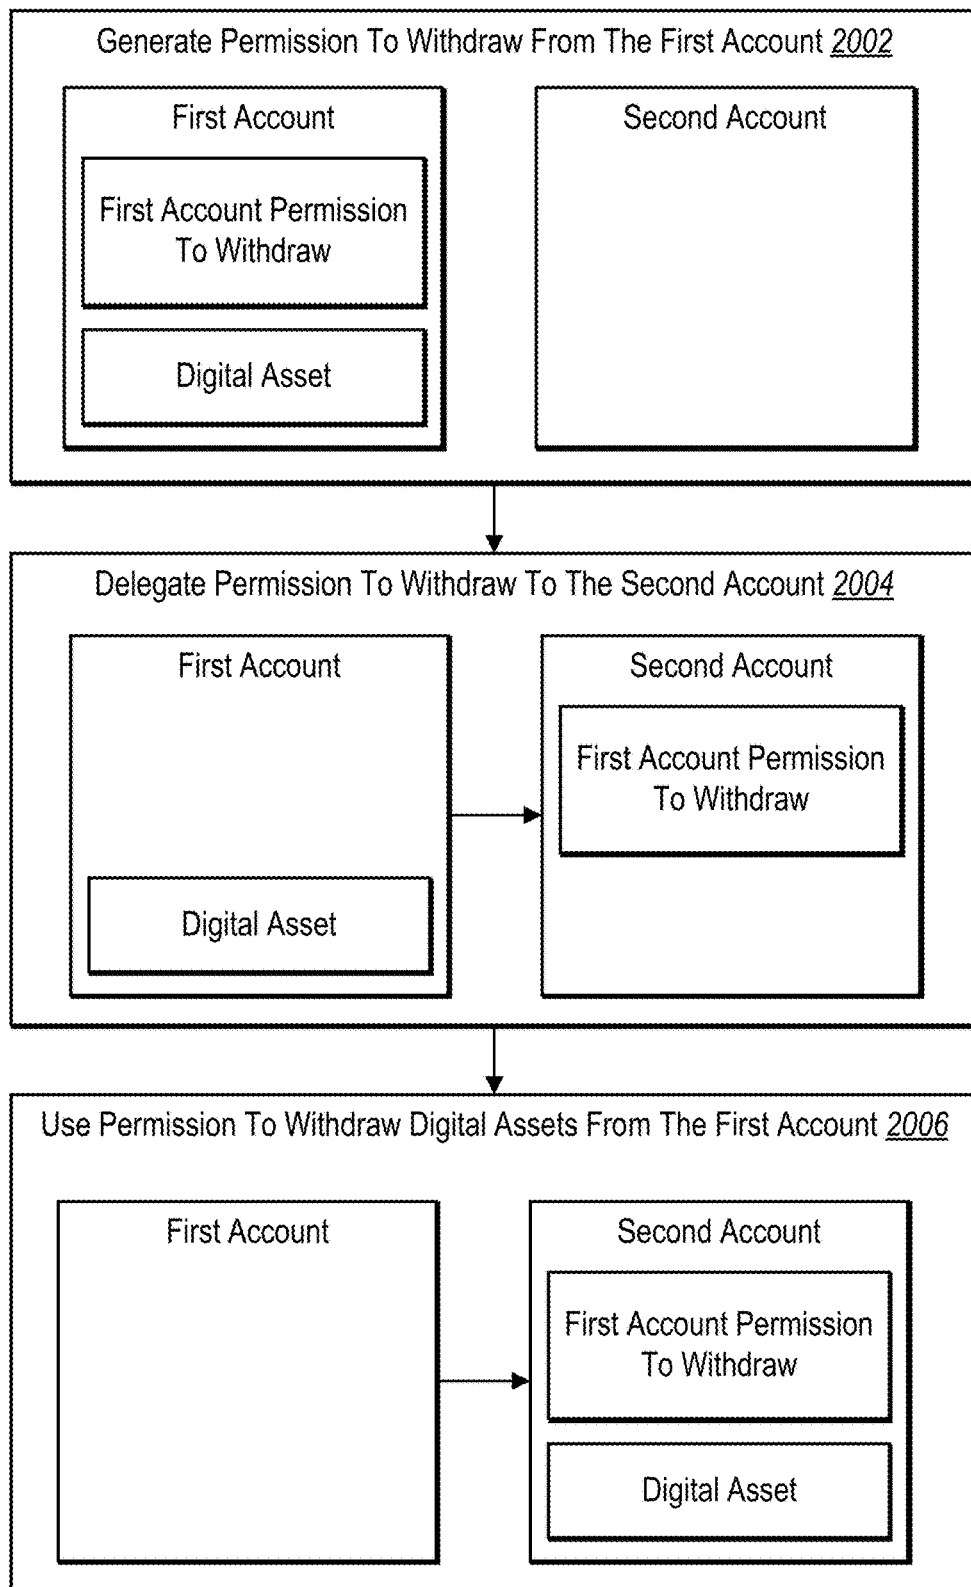 Generate Permission To Withdraw From The First Account 2002
First Account
First Account Permission
To Withdraw
Digital Asset
Second Account
Delegate Permission To Withdraw To The Second Account 2004
First Account
Digital Asset
Second Account
First Account Permission
To Withdraw
Use Permission To Withdraw Digital Assets From The First Account 2006
First Account
Second Account
First Account Permission
To Withdraw
Digital Asset